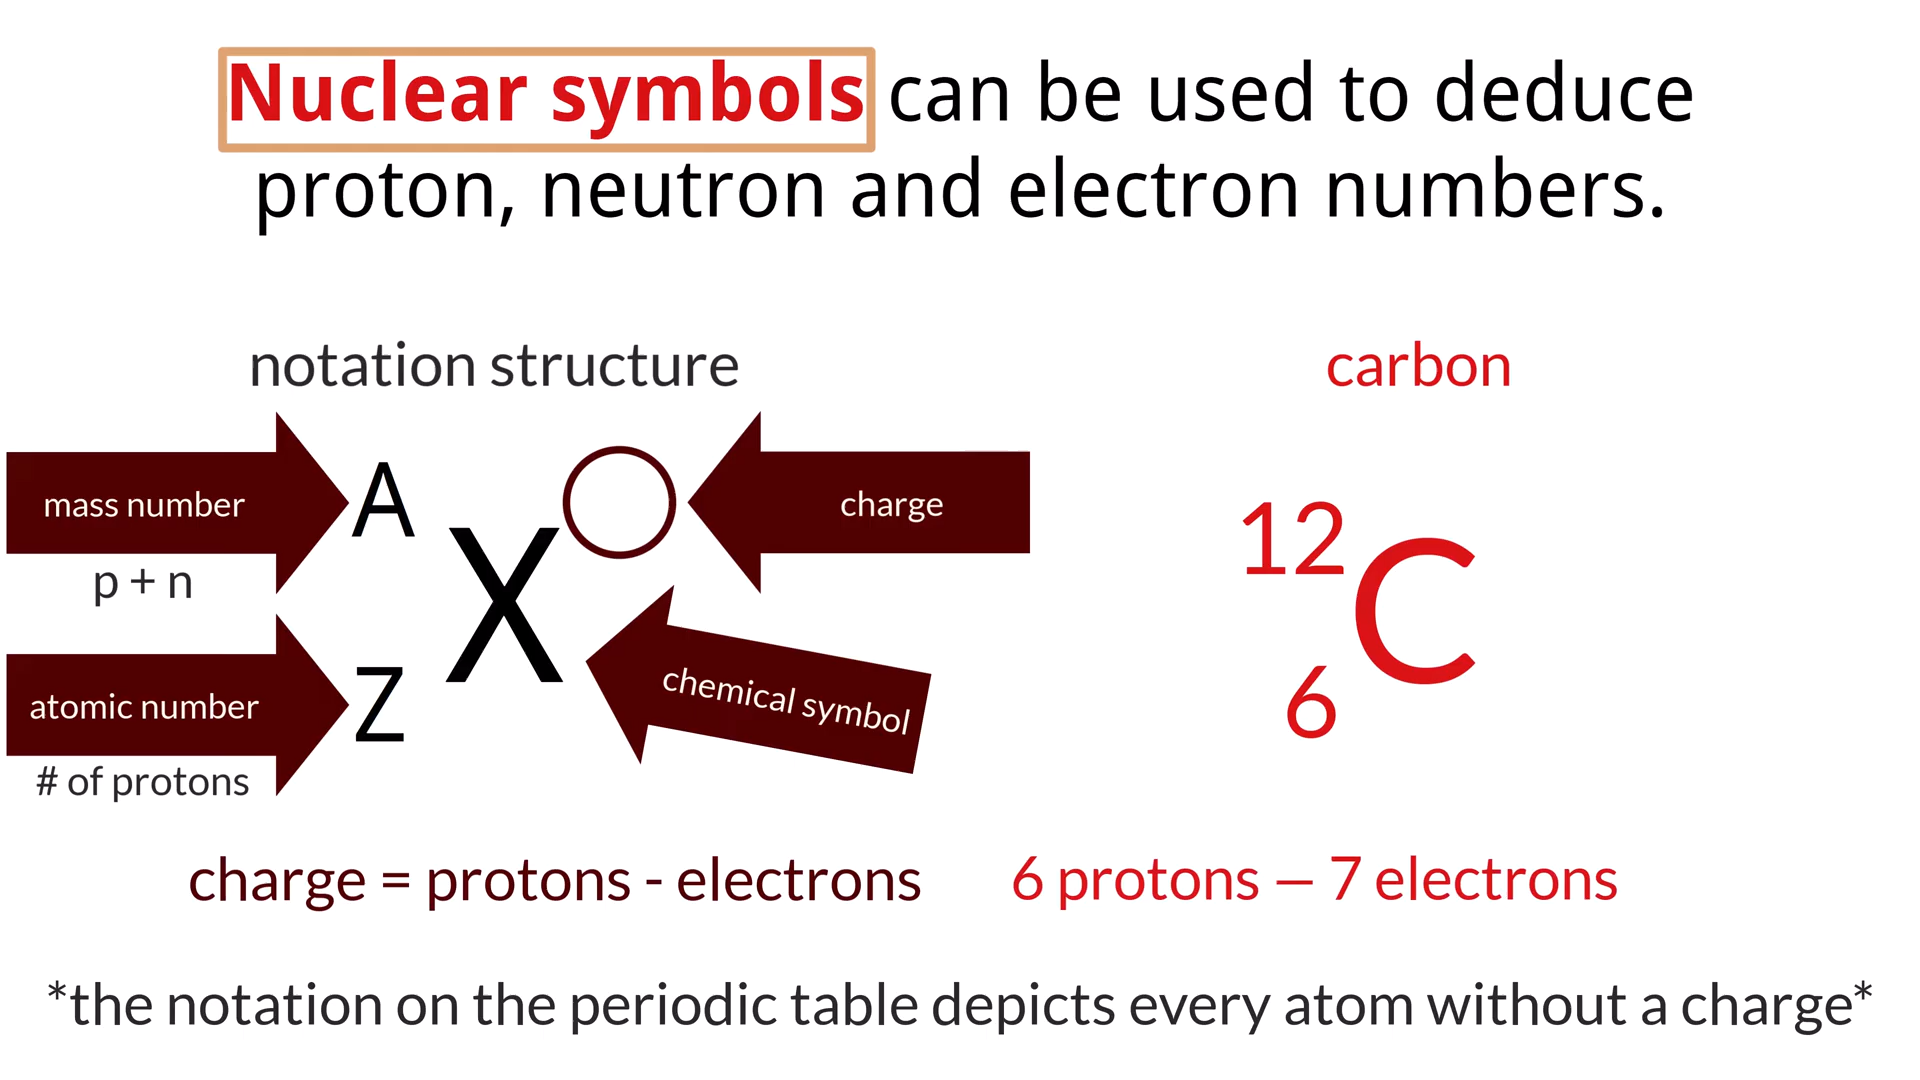 Nuclear symbols can be used to deduce
proton, neutron and electron numbers.
notation structure
carbon
mass number
A
charge
p + n
X
chemical symbol
atomic number
Z
# of protons
12
C
6
charge = protons - electrons
6 protons – 7 electrons
*the notation on the periodic table depicts every atom without a charge*